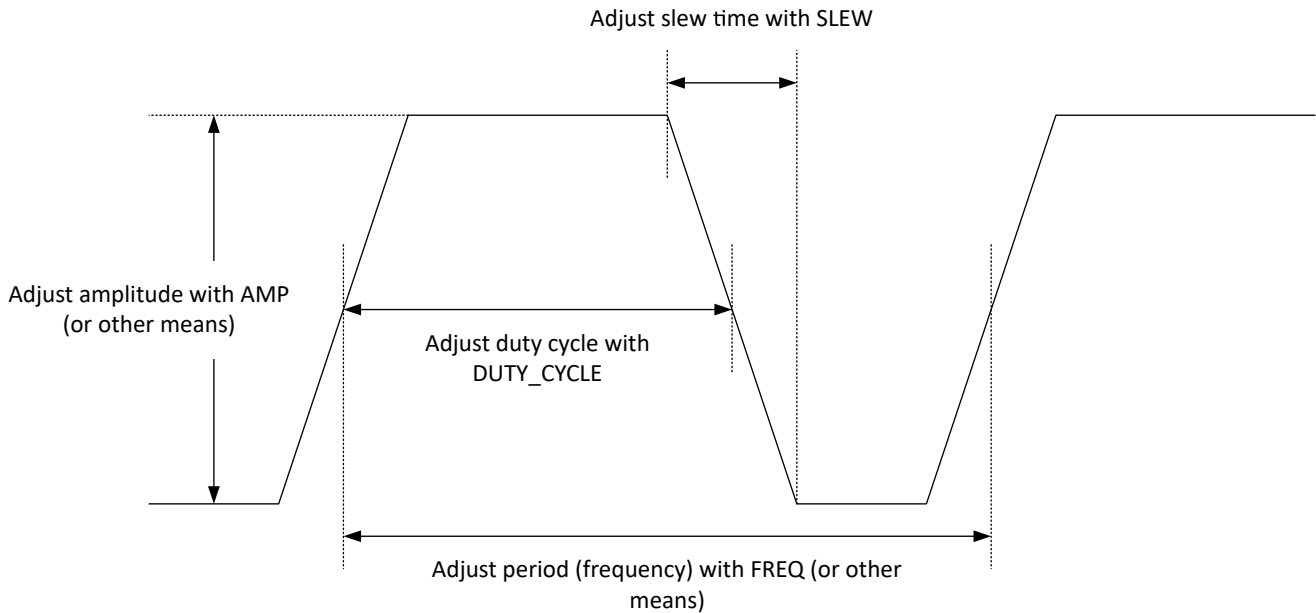 Adjust slew time with SLEW
Adjust amplitude with AMP
(or other means)
Adjust duty cycle with
DUTY_CYCLE
Adjust period (frequency) with FREQ (or other
means)